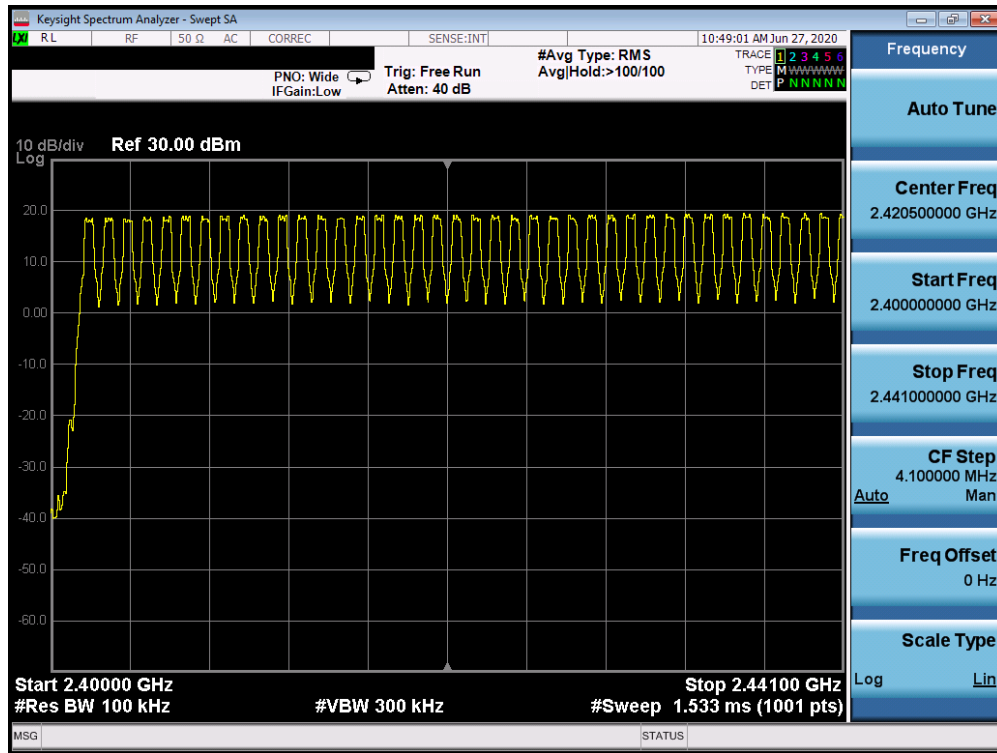 Keysight Spectrum Analyzer - Swept SA
LXI RL RF 50 Ω AC CORREC SENSE:INT 10:49:01 AM Jun 27, 2020
#Avg Type: RMS TRACE 1 2 3 4 5 6
PNO: Wide Trig: Free Run Avg|Hold:>100/100 TYPE M W W W W W
IFGain:Low Atten: 40 dB DET P N N N N N
10 dB/div Ref 30.00 dBm
Log
20.0
10.0
0.00
-10.0
-20.0
-30.0
-40.0
-50.0
-60.0
Start 2.40000 GHz Stop 2.44100 GHz
#Res BW 100 kHz #VBW 300 kHz #Sweep 1.533 ms (1001 pts)
MSG STATUS
Frequency
Auto Tune
Center Freq
2.420500000 GHz
Start Freq
2.400000000 GHz
Stop Freq
2.441000000 GHz
CF Step
4.100000 MHz
Auto Man
Freq Offset
0 Hz
Scale Type
Log Lin